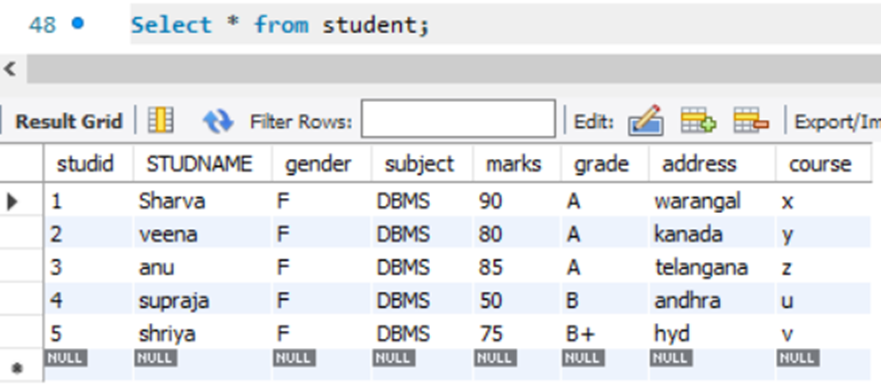 48 Select * from student;
Result Grid Filter Rows: Edit: Export/Im
studid STUDNAME gender subject marks grade address course
1 Sharva F DBMS 90 A warangal x
2 veena F DBMS 80 A kanada y
3 anu F DBMS 85 A telangana z
4 supraja F DBMS 50 B andhra u
5 shriya F DBMS 75 B+ hyd v
NULL NULL NULL NULL NULL NULL NULL NULL